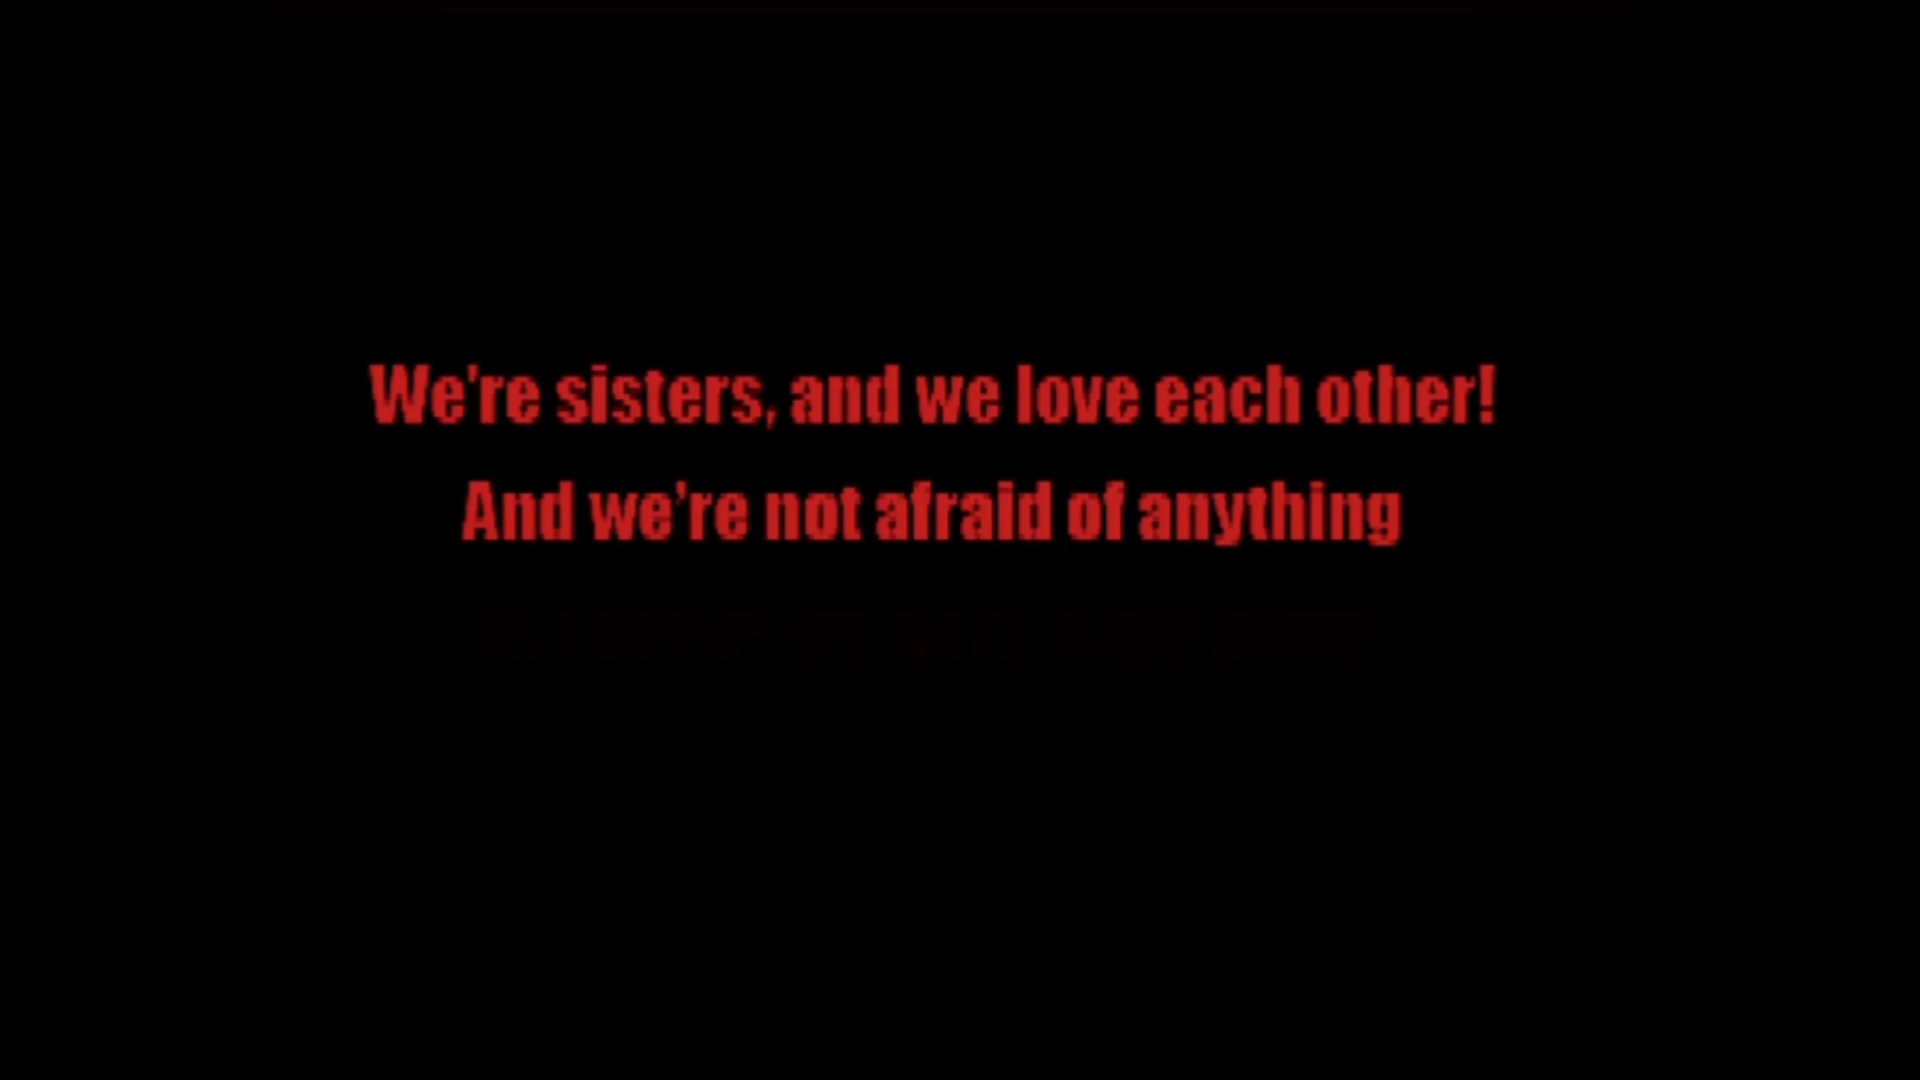 We're sisters, and we love each other!
And we're not afraid of anything